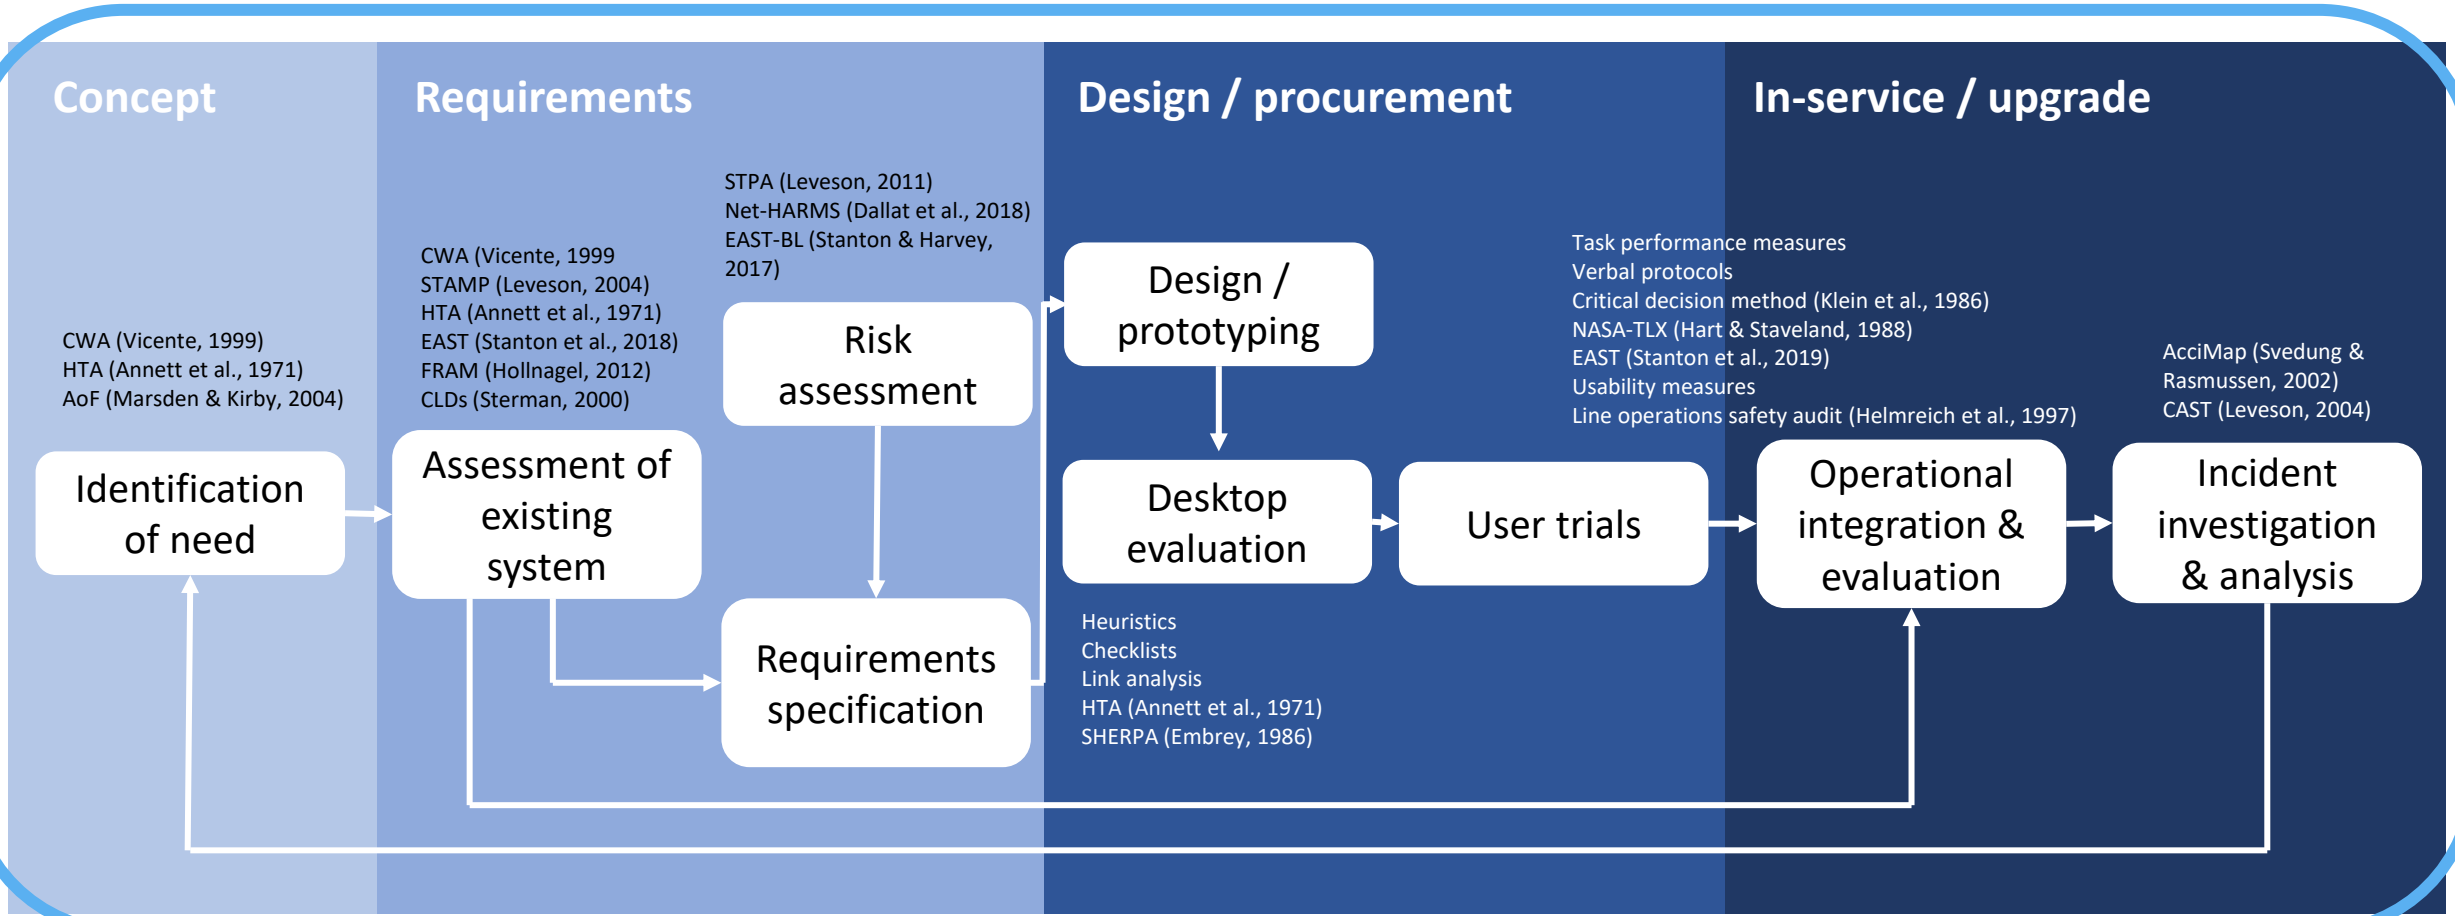 Concept
Requirements
Design / procurement
In-service / upgrade
CWA (Vicente, 1999)
HTA (Annett et al., 1971)
AoF (Marsden & Kirby, 2004)
Identification
of need
CWA (Vicente, 1999
STAMP (Leveson, 2004)
HTA (Annett et al., 1971)
EAST (Stanton et al., 2018)
FRAM (Hollnagel, 2012)
CLDs (Sterman, 2000)
Assessment of
existing
system
STPA (Leveson, 2011)
Net-HARMS (Dallat et al., 2018)
EAST-BL (Stanton & Harvey,
2017)
Risk
assessment
Requirements
specification
Design /
prototyping
Desktop
evaluation
Heuristics
Checklists
Link analysis
HTA (Annett et al., 1971)
SHERPA (Embrey, 1986)
User trials
Task performance measures
Verbal protocols
Critical decision method (Klein et al., 1986)
NASA-TLX (Hart & Staveland, 1988)
EAST (Stanton et al., 2019)
Usability measures
Line operations safety audit (Helmreich et al., 1997)
Operational
integration &
evaluation
AcciMap (Svedung &
Rasmussen, 2002)
CAST (Leveson, 2004)
Incident
investigation
& analysis